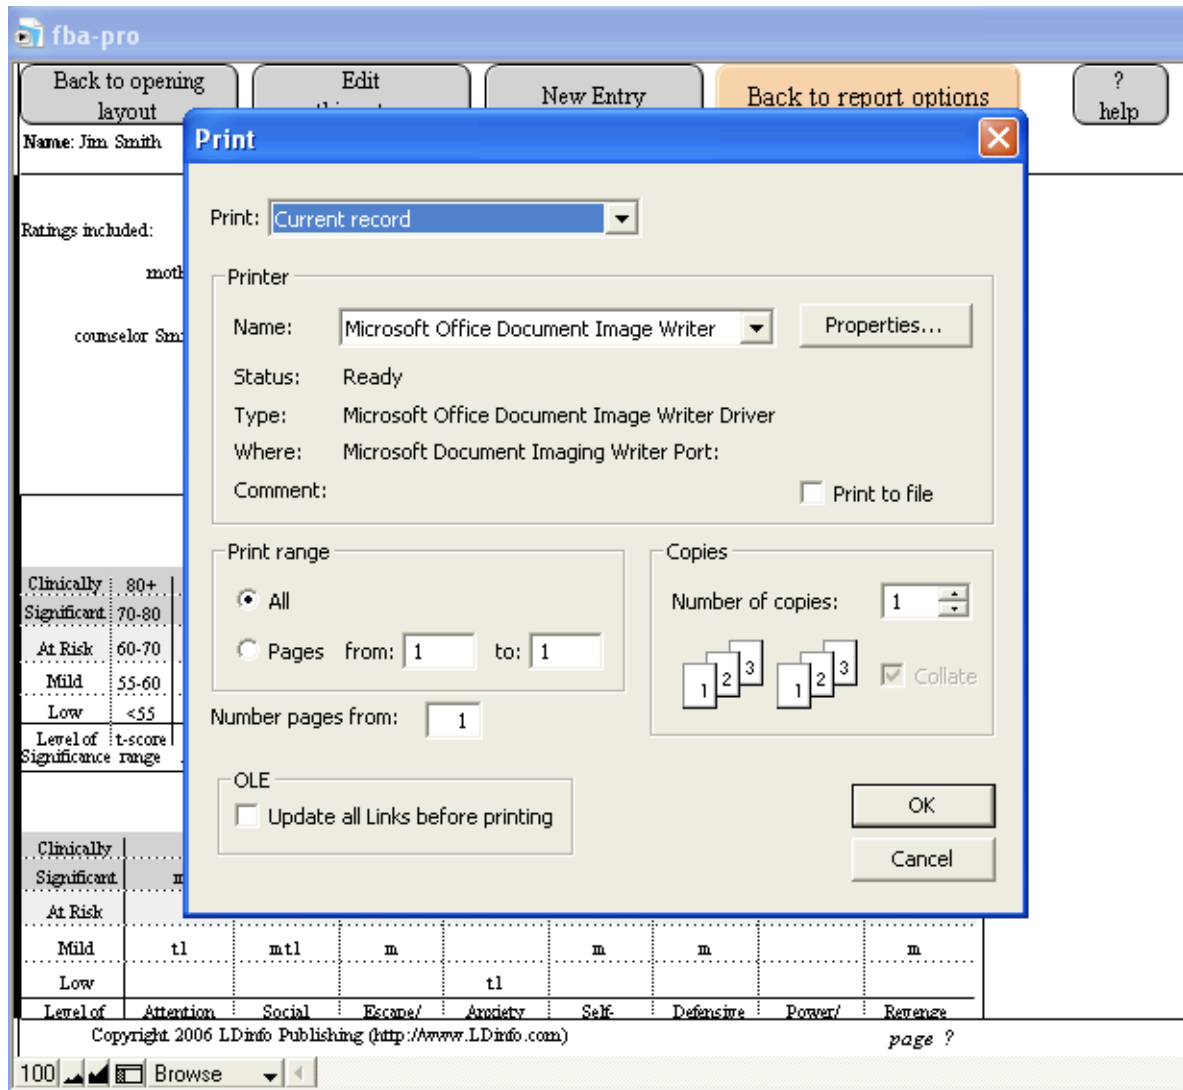 fba-pro
Back to opening
layout
Edit
New Entry
Back to report options
?
help
Name: Jim Smith
Print
Print: Current record
Ratings included:
Printer
Name: Microsoft Office Document Image Writer
Properties...
counselor
Status: Ready
Type: Microsoft Office Document Image Writer Driver
Where: Microsoft Document Imaging Writer Port:
Comment:
Print to file
Print range
Copies
All
Number of copies: 1
Pages from: 1 to: 1
1 2 3 1 2 3
Collate
Number pages from: 1
OLE
Update all Links before printing
OK
Cancel
Clinically 80+
Significant 70-80
At Risk 60-70
Mild 55-60
Low <55
Level of t-score
Significance range
Clinically
Significant
At Risk
Mild tl mtl m m m m
Low tl
Level of Attention Social Escape/ Anxiety Self- Defensive Power/ Revenge
Copyright 2006 LDinfo Publishing (http://www.LDinfo.com)
page ?
100 Browse